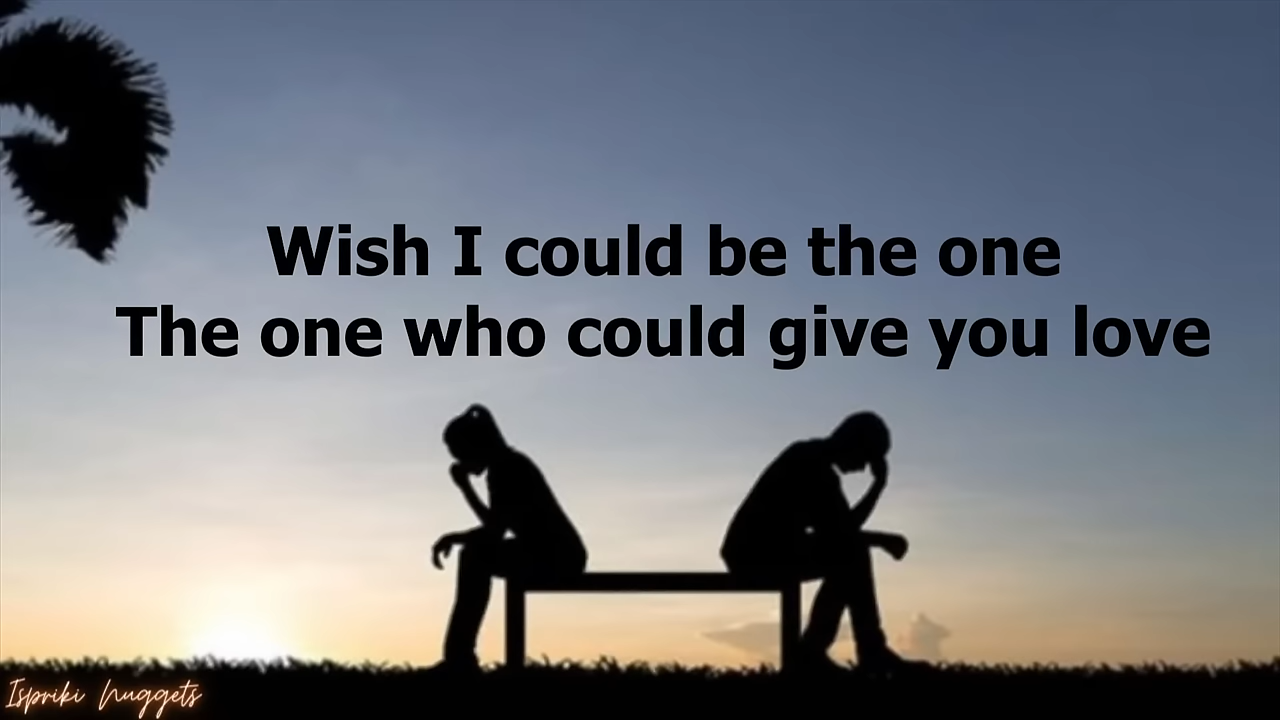 Wish I could be the one
The one who could give you love
Ispriki Nuggets